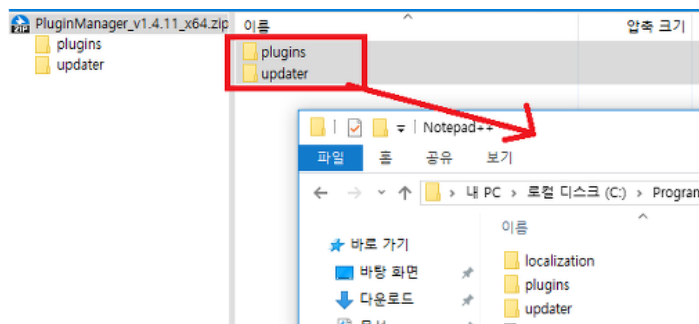 PluginManager_v1.4.11_x64.zip
plugins
updater
이름
압축 크기
plugins
updater
Notepad++
파일
홈
공유
보기
내 PC > 로컬 디스크 (C:) > Program
바로 가기
바탕 화면
다운로드
이름
localization
plugins
updater